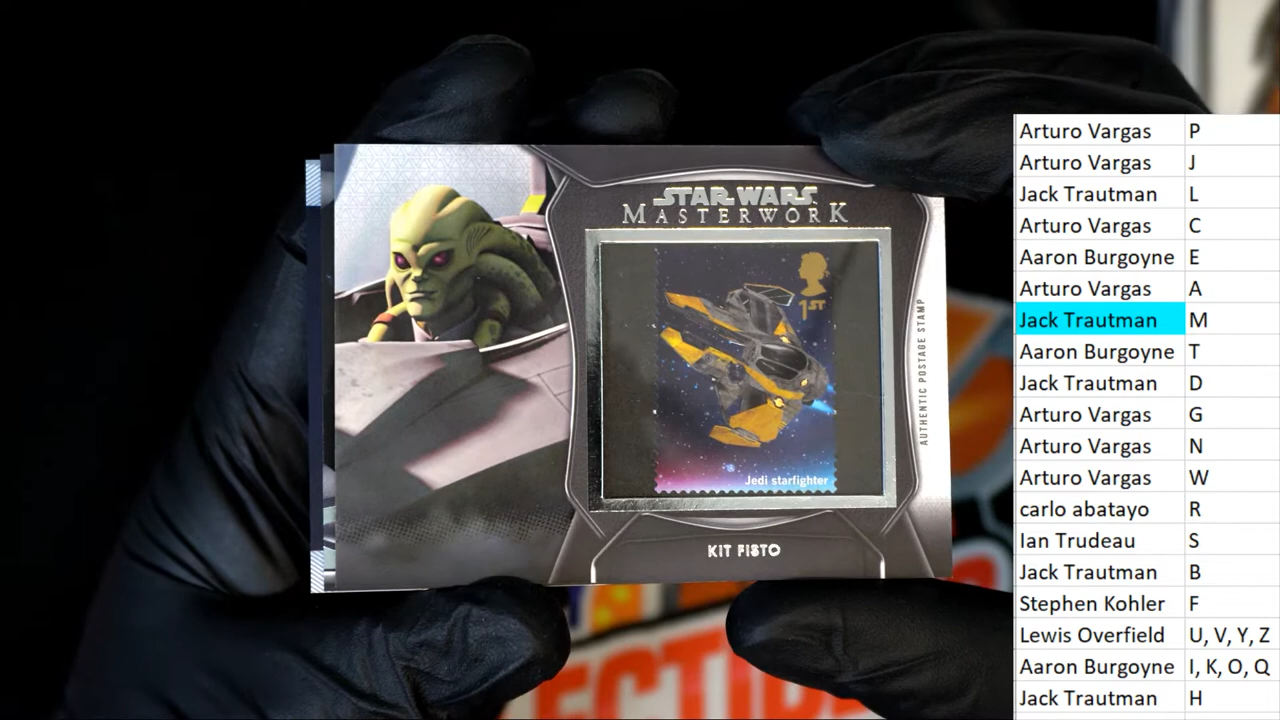 STAR WARS
MASTERWORK
1ST
Jedi starfighter
AUTHENTIC POSTAGE STAMP
KIT FISTO
Arturo Vargas P
Arturo Vargas J
Jack Trautman L
Arturo Vargas C
Aaron Burgoyne E
Arturo Vargas A
Jack Trautman M
Aaron Burgoyne T
Jack Trautman D
Arturo Vargas G
Arturo Vargas N
Arturo Vargas W
carlo abatayo R
Ian Trudeau S
Jack Trautman B
Stephen Kohler F
Lewis Overfield U, V, Y, Z
Aaron Burgoyne I, K, O, Q
Jack Trautman H